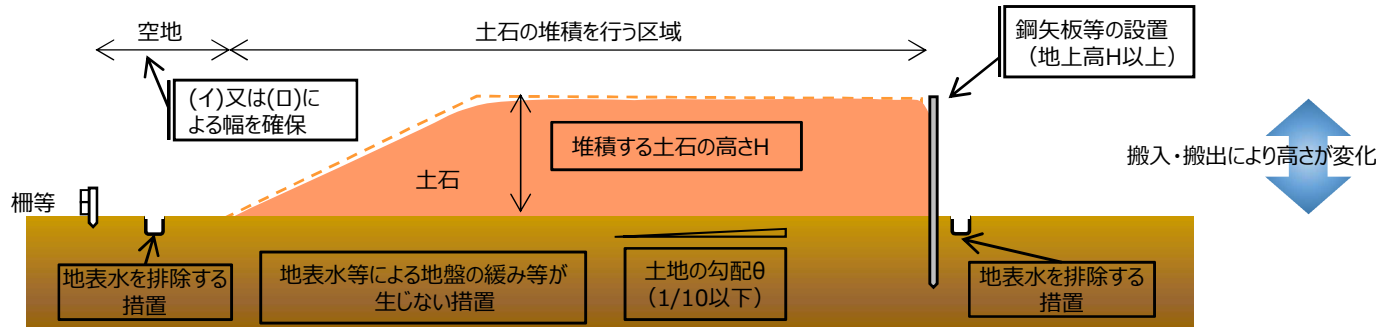 空地
土石の堆積を行う区域
鋼矢板等の設置
（地上高H以上）
(イ)又は(ロ)に
よる幅を確保
堆積する土石の高さH
搬入・搬出により高さが変化
土石
柵等
地表水を排除する
措置
地表水等による地盤の緩み等が
生じない措置
土地の勾配θ
（1/10以下）
地表水を排除する
措置